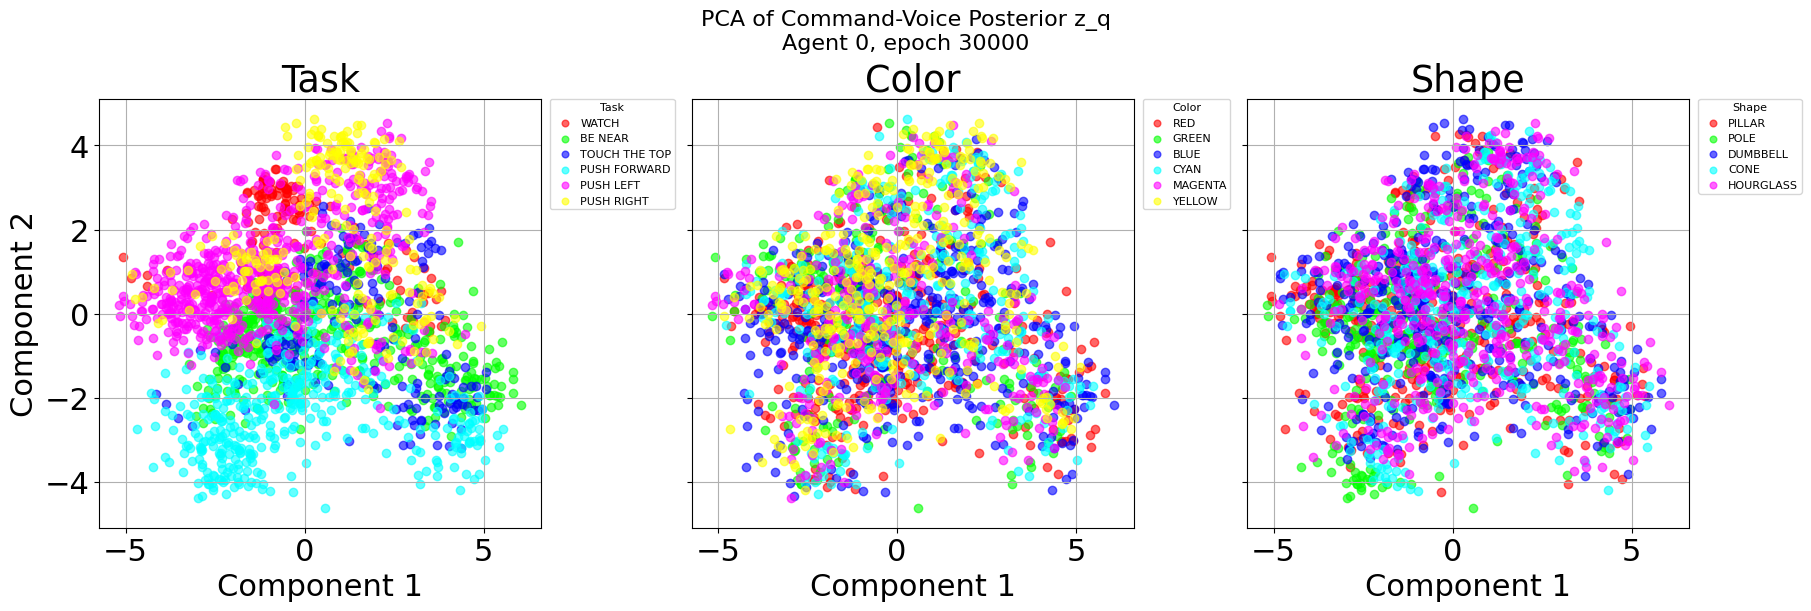 PCA of Command-Voice Posterior z_q
Agent 0, epoch 30000
Task
Component 2
4
2
0
−2
−4
−5
0
5
Component 1
Task
WATCH
BE NEAR
TOUCH THE TOP
PUSH FORWARD
PUSH LEFT
PUSH RIGHT
Color
−5
0
5
Component 1
Color
RED
GREEN
BLUE
CYAN
MAGENTA
YELLOW
Shape
−5
0
5
Component 1
Shape
PILLAR
POLE
DUMBBELL
CONE
HOURGLASS